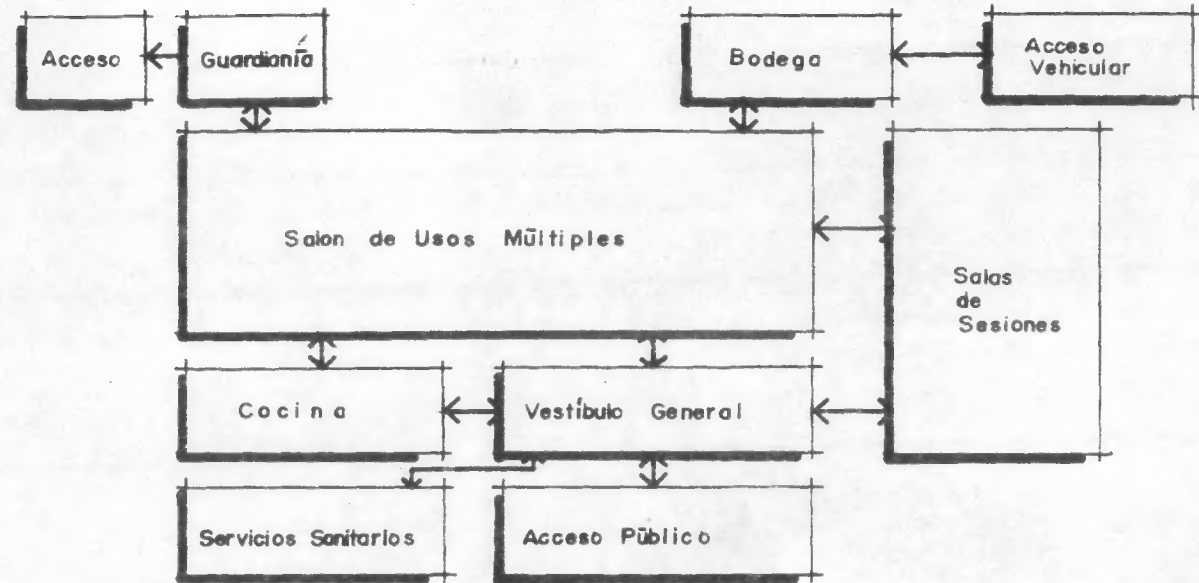 Acceso
Guardianía
Bodega
Acceso
Vehicular
Salon de Usos Múltiples
Salas
de
Sesiones
Cocina
Vestíbulo General
Servicios Sanitarios
Acceso Público